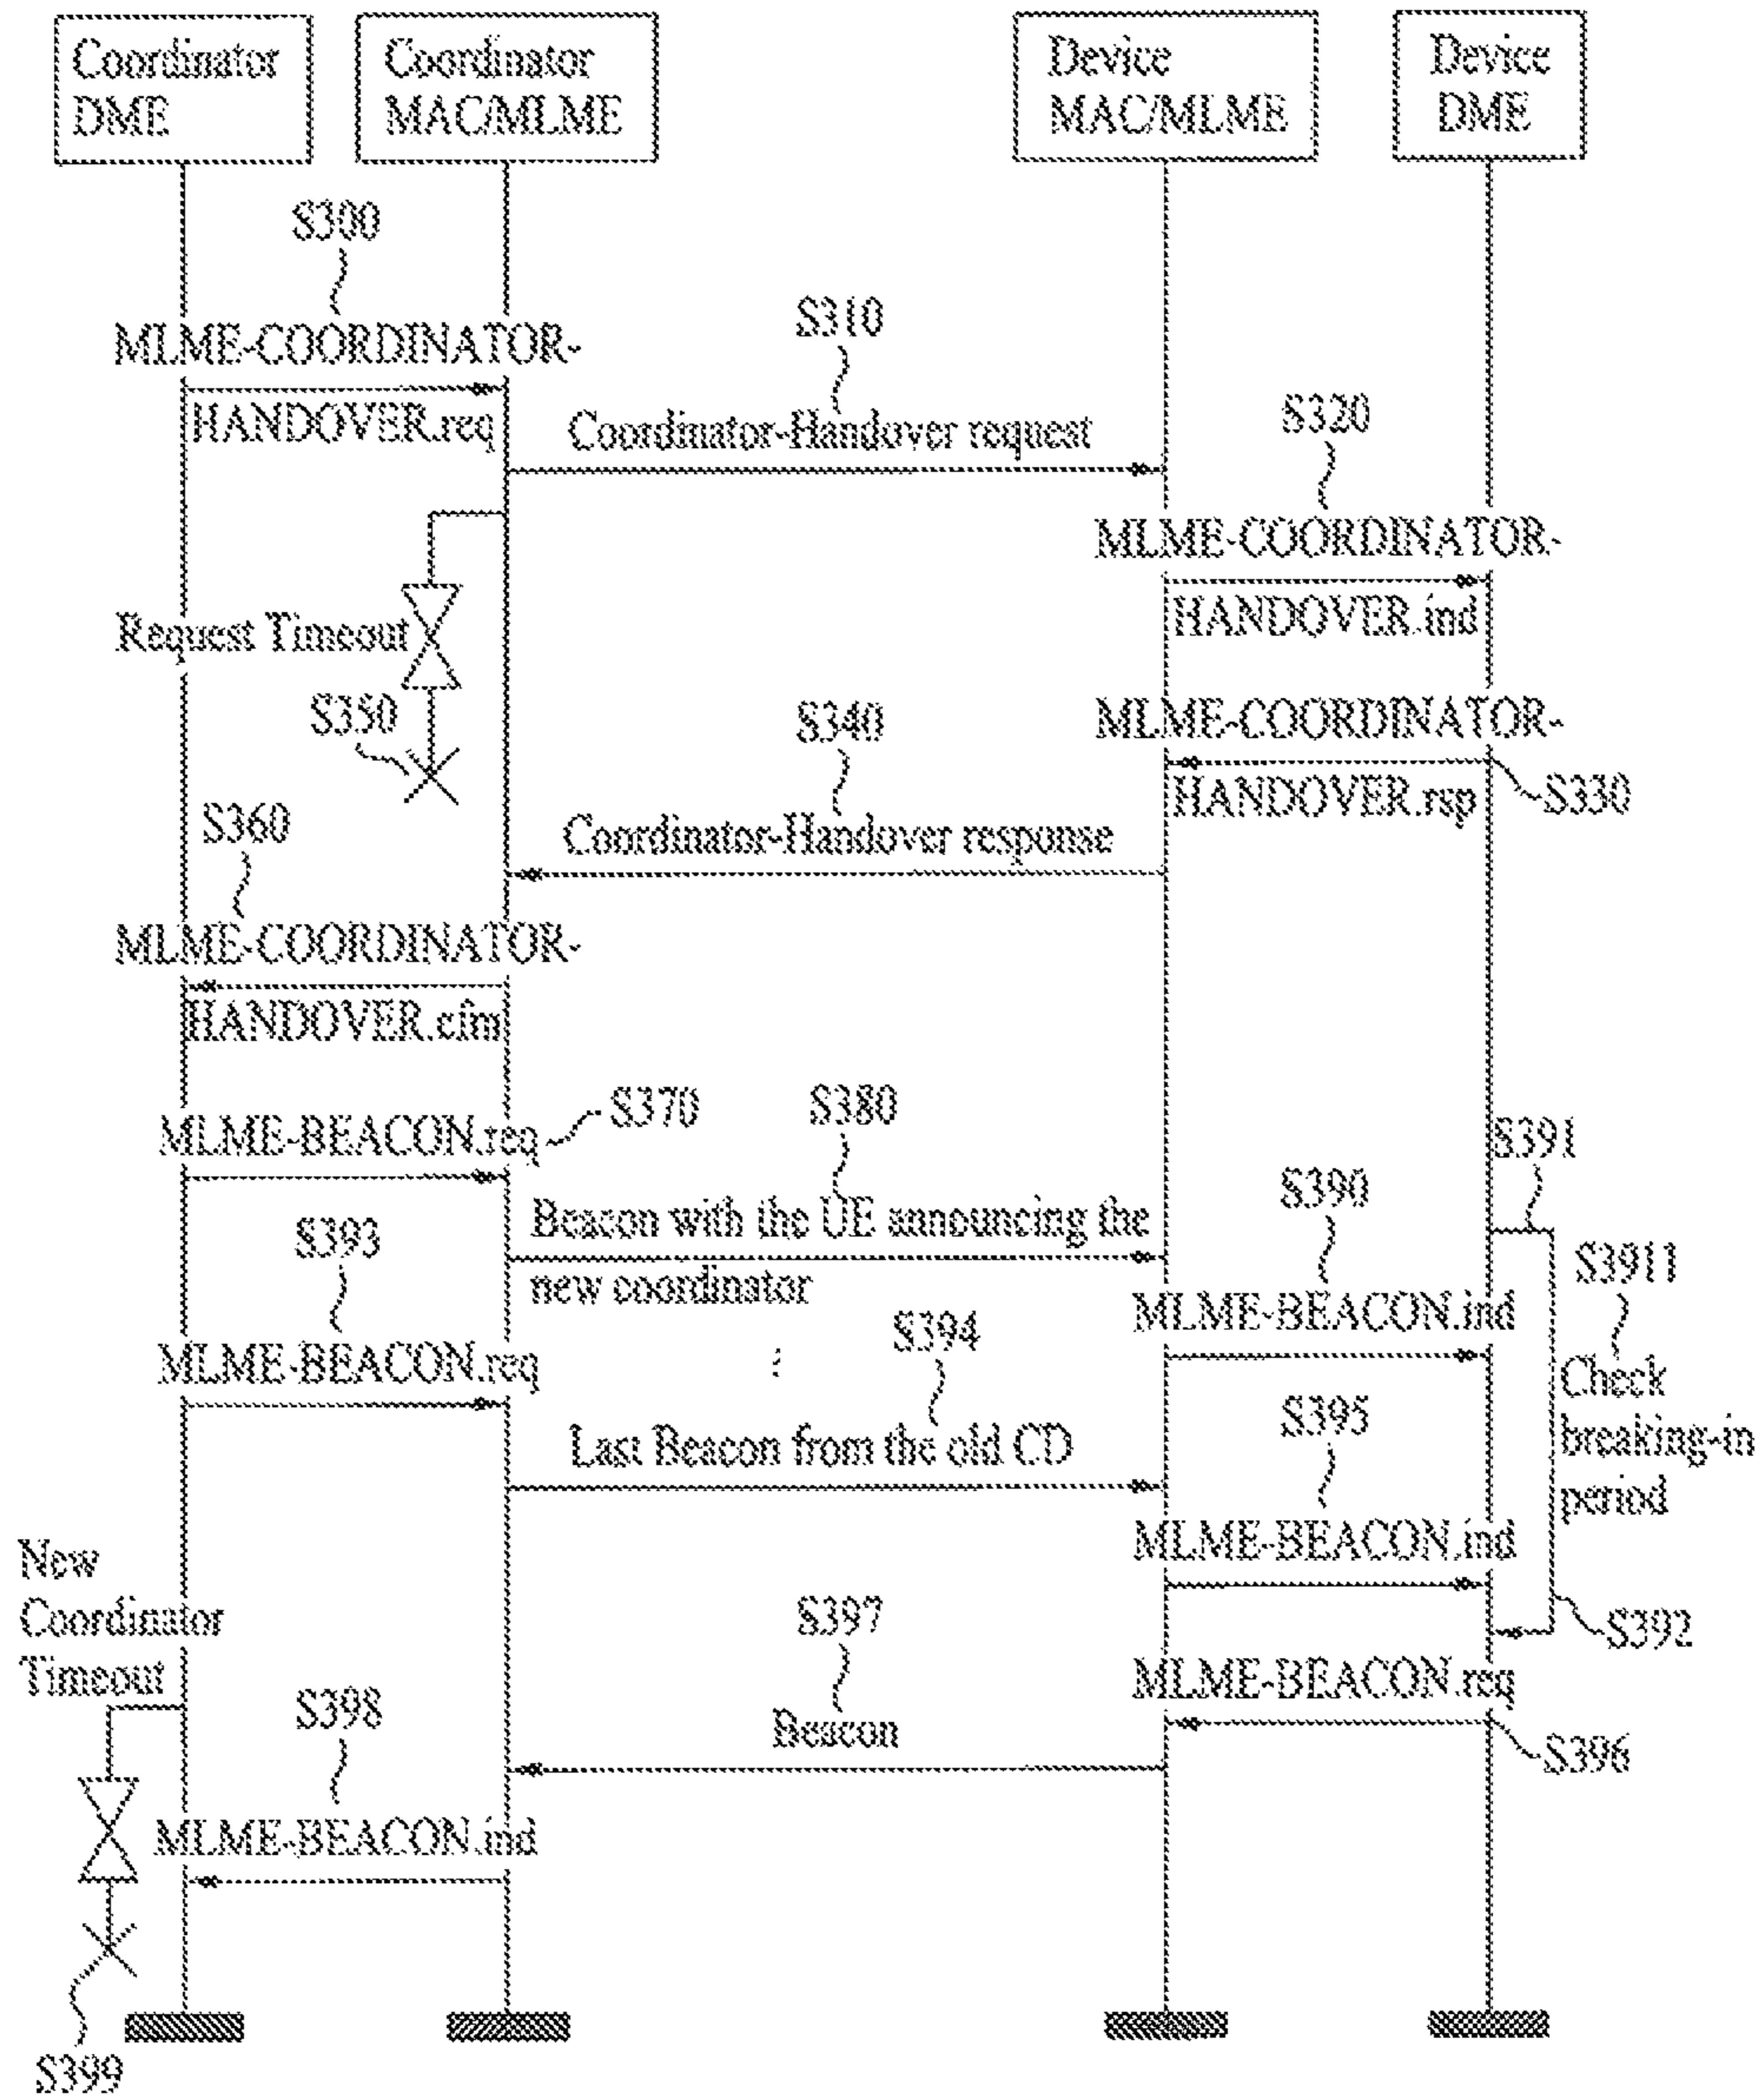 Coordinator
DME
Coordinator
MAC/MLME
Device
MAC/MLME
Device
DME
S300
MLME-COORDINATOR-
HANDOVER.req
S310
Coordinator-Handover request
S320
MLME-COORDINATOR-
HANDOVER.ind
Request Timeout
S350
S340
MLME-COORDINATOR-
HANDOVER.rsp
S330
Coordinator-Handover response
S360
MLME-COORDINATOR-
HANDOVER.cfm
MLME-BEACON.req
S370
S380
Beacon with the UE announcing the
new coordinator
S390
MLME-BEACON.ind
S391
S3911
Check
breaking-in
period
S393
MLME-BEACON.req
S394
Last Beacon from the old CD
S395
MLME-BEACON.ind
S392
New
Coordinator
Timeout
S397
Beacon
MLME-BEACON.req
S396
S398
MLME-BEACON.ind
S399